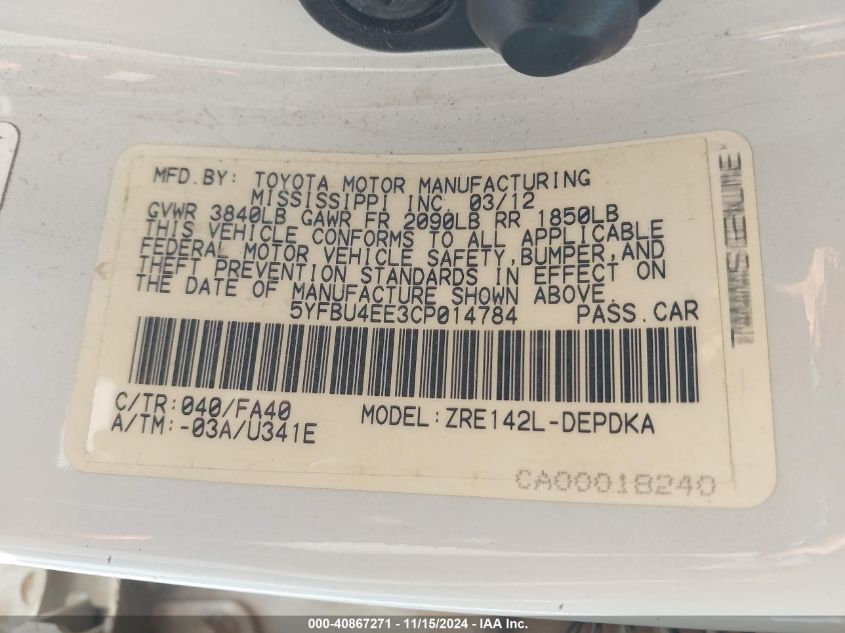 MFD.BY: TOYOTA MOTOR MANUFACTURING
MISSISSIPPI INC. 03/12
GVWR 3840LB GAWR FR 2090LB RR 1850LB
THIS VEHICLE CONFORMS TO ALL APPLICABLE
FEDERAL MOTOR VEHICLE SAFETY,BUMPER,AND
THEFT PREVENTION STANDARDS IN EFFECT ON
THE DATE OF MANUFACTURE SHOWN ABOVE.
5YFBU4EE3CP014784 PASS.CAR
C/TR:040/FA40 MODEL:ZRE142L-DEPDKA
A/TM:-03A/U341E
CA00018240
GENUINE
000-40867271 - 11/15/2024 - IAA Inc.